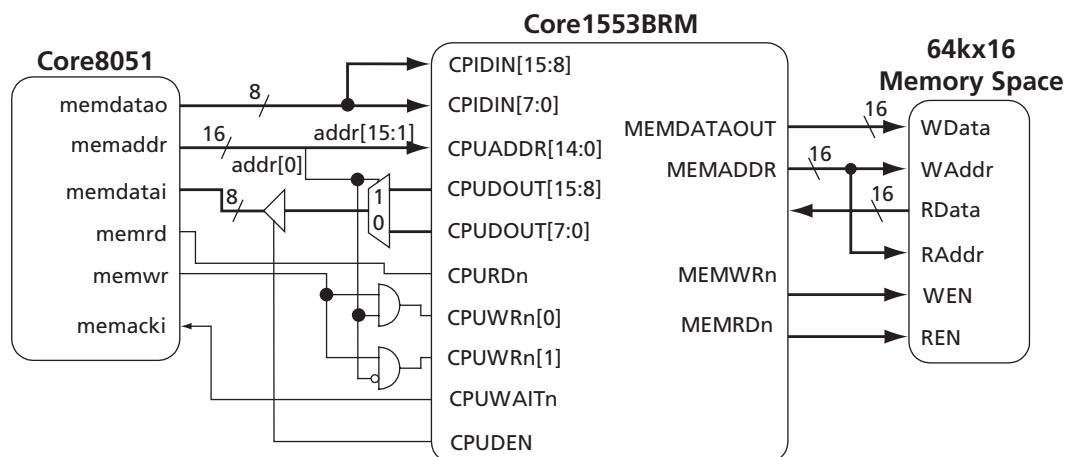 Core8051
memdatao
memaddr
memdatai
memrd
memwr
memacki
8
16
addr[15:1]
addr[0]
8
1
0
Core1553BRM
CPIDIN[15:8]
CPIDIN[7:0]
CPUADDR[14:0]
CPUDOUT[15:8]
CPUDOUT[7:0]
CPURDn
CPUWRn[0]
CPUWRn[1]
CPUWAITn
CPUDEN
MEMDATAOUT
MEMADDR
MEMWRn
MEMRDn
16
16
16
64kx16
Memory Space
WData
WAddr
RData
RAddr
WEN
REN